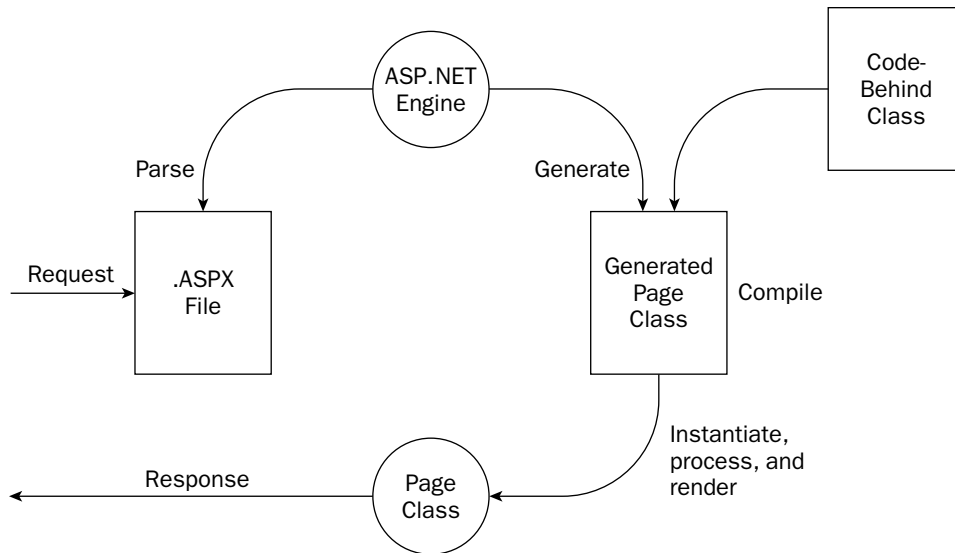 ASP.NET
Engine
Code-
Behind
Class
Parse
Generate
Request
.ASPX
File
Generated
Page
Class
Compile
Instantiate,
process, and
render
Response
Page
Class